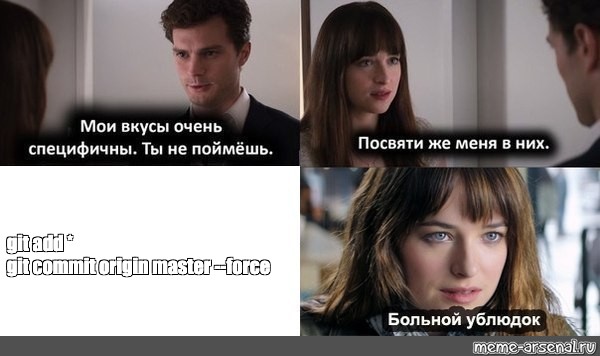 Мои вкусы очень
специфичны. Ты не поймёшь.
Посвяти же меня в них.
git add *
git commit origin master --force
Больной ублюдок
meme-arsenal.ru